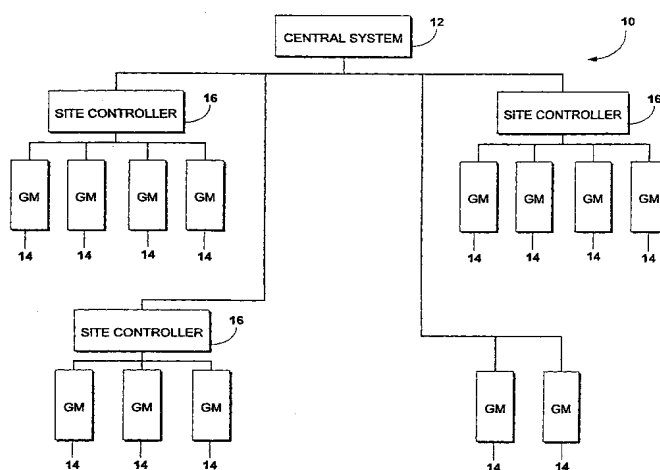 12
CENTRAL SYSTEM
10
SITE CONTROLLER
16
SITE CONTROLLER
16
GM GM GM GM
GM GM GM GM
14 14 14 14
14 14 14 14
SITE CONTROLLER
16
GM GM GM
GM GM
14 14 14
14 14